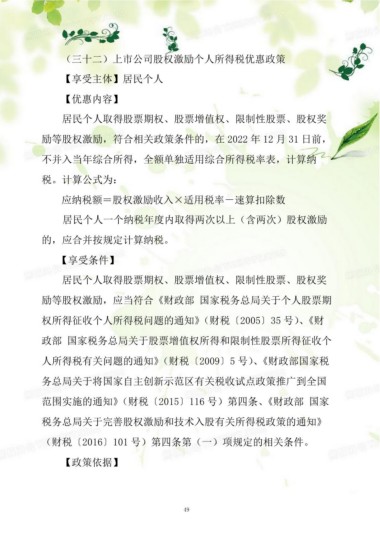 （三十二）上市公司股权激励个人所得税优惠政策
【享受主体】居民个人
【优惠内容】
居民个人取得股票期权、股票增值权、限制性股票、股权奖
励等股权激励，符合相关政策条件的，在 2022 年 12 月 31 日前，
不并入当年综合所得，全额单独适用综合所得税率表，计算纳
税。计算公式为：
应纳税额＝股权激励收入×适用税率－速算扣除数
居民个人一个纳税年度内取得两次以上（含两次）股权激励
的，应合并按规定计算纳税。
【享受条件】
居民个人取得股票期权、股票增值权、限制性股票、股权奖
励等股权激励，应当符合《财政部 国家税务总局关于个人股票期
权所得征收个人所得税问题的通知》（财税〔2005〕35 号）、《财
政部 国家税务总局关于股票增值权所得和限制性股票所得征收个
人所得税有关问题的通知》（财税〔2009〕5 号）、《财政部国家税
务总局关于将国家自主创新示范区有关税收试点政策推广到全国
范围实施的通知》（财税〔2015〕116 号）第四条、《财政部 国家
税务总局关于完善股权激励和技术入股有关所得税政策的通知》
（财税〔2016〕101 号）第四条第（一）项规定的相关条件。
【政策依据】